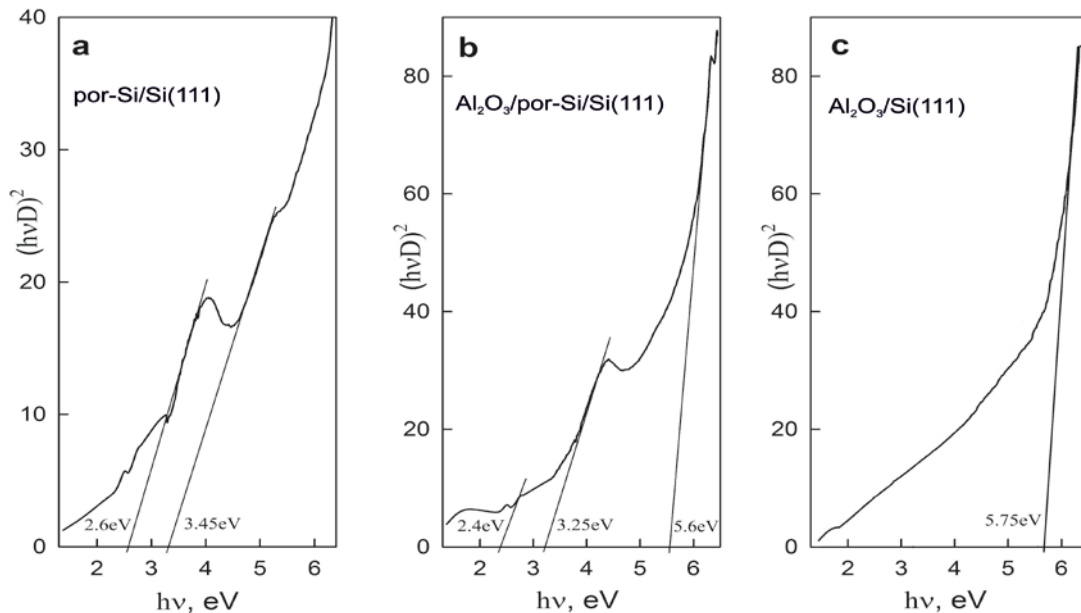 a
por-Si/Si(111)
40
30
20
10
0
(hνD)²
2.6eV
3.45eV
2 3 4 5 6
hν, eV
b
Al₂O₃/por-Si/Si(111)
80
60
40
20
0
(hνD)²
2.4eV
3.25eV
5.6eV
2 3 4 5 6
hν, eV
c
Al₂O₃/Si(111)
80
60
40
20
0
(hνD)²
5.75eV
2 3 4 5 6
hν, eV